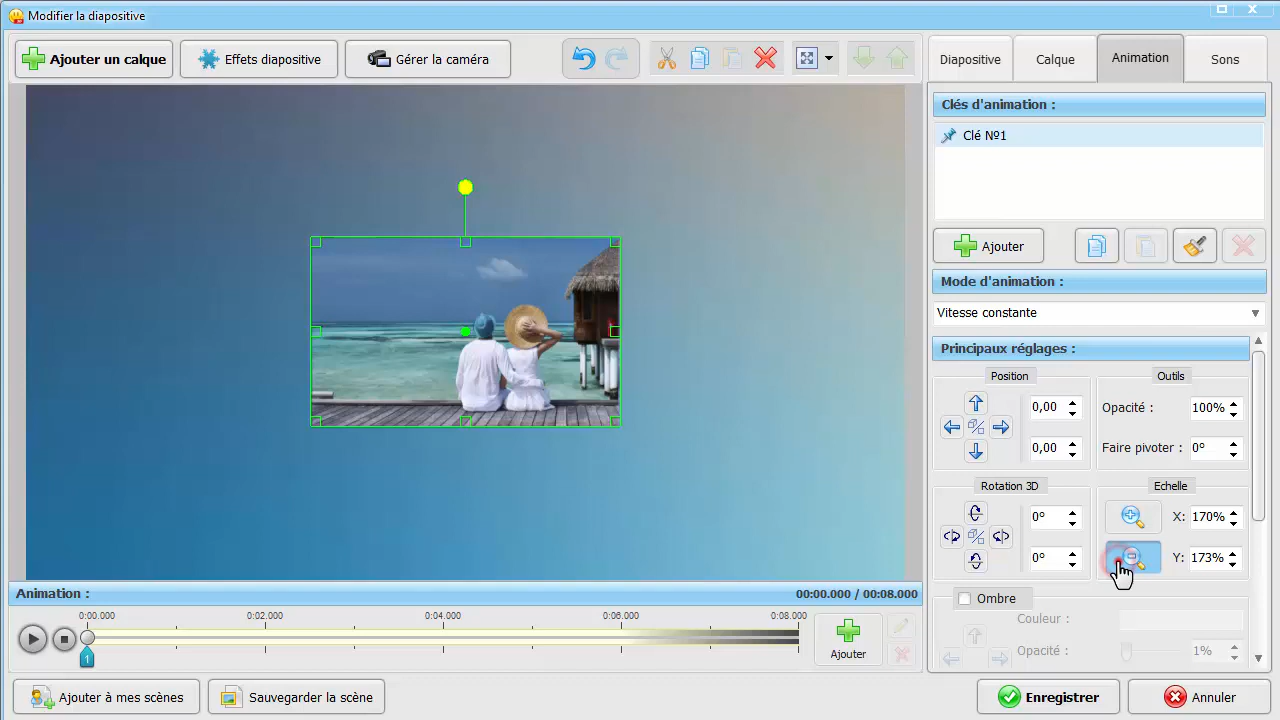 Modifier la diapositive
Ajouter un calque
Effets diapositive
Gérer la caméra
Diapositive
Calque
Animation
Sons
Clés d'animation :
Clé №1
Ajouter
Mode d'animation :
Vitesse constante
Principaux réglages :
Position
Outils
0,00
Opacité :
100%
0,00
Faire pivoter :
0º
Rotation 3D
Echelle
0º
X:
170%
0º
Y:
173%
Ombre
Couleur :
Opacité :
1%
Animation :
00:00.000 / 00:08.000
0:00.000
0:02.000
0:04.000
0:06.000
0:08.000
1
Ajouter
Ajouter à mes scènes
Sauvegarder la scène
Enregistrer
Annuler